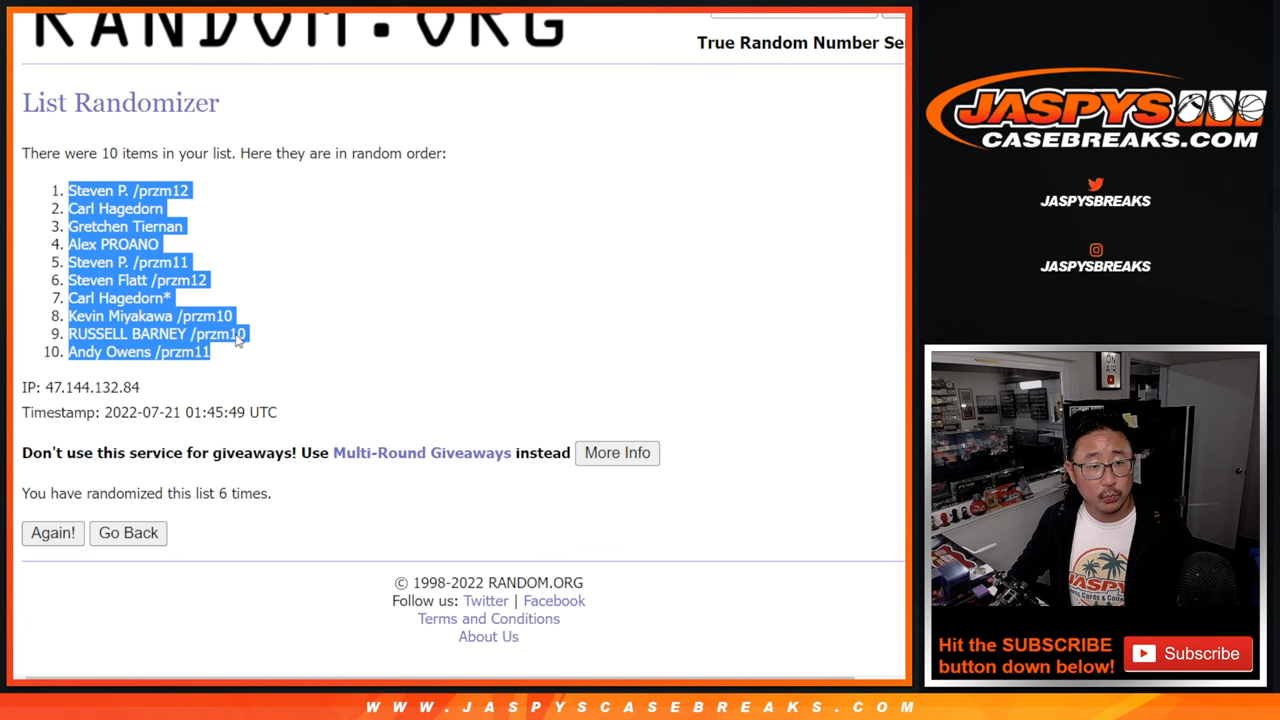 RANDOM.ORG
True Random Number Se
List Randomizer
There were 10 items in your list. Here they are in random order:
1. Steven P. /przm12
2. Carl Hagedorn
3. Gretchen Tiernan
4. Alex PROANO
5. Steven P. /przm11
6. Steven Flatt /przm12
7. Carl Hagedorn*
8. Kevin Miyakawa /przm10
9. RUSSELL BARNEY /przm10
10. Andy Owens /przm11
IP: 47.144.132.84
Timestamp: 2022-07-21 01:45:49 UTC
Don't use this service for giveaways! Use Multi-Round Giveaways instead More Info
You have randomized this list 6 times.
Again! Go Back
© 1998-2022 RANDOM.ORG
Follow us: Twitter | Facebook
Terms and Conditions
About Us
JASPYS
CASEBREAKS.COM
JASPYSBREAKS
JASPYSBREAKS
ON
AIR
JASPYS
Hit the SUBSCRIBE
button down below!
Subscribe
WWW.JASPYSCASEBREAKS.COM